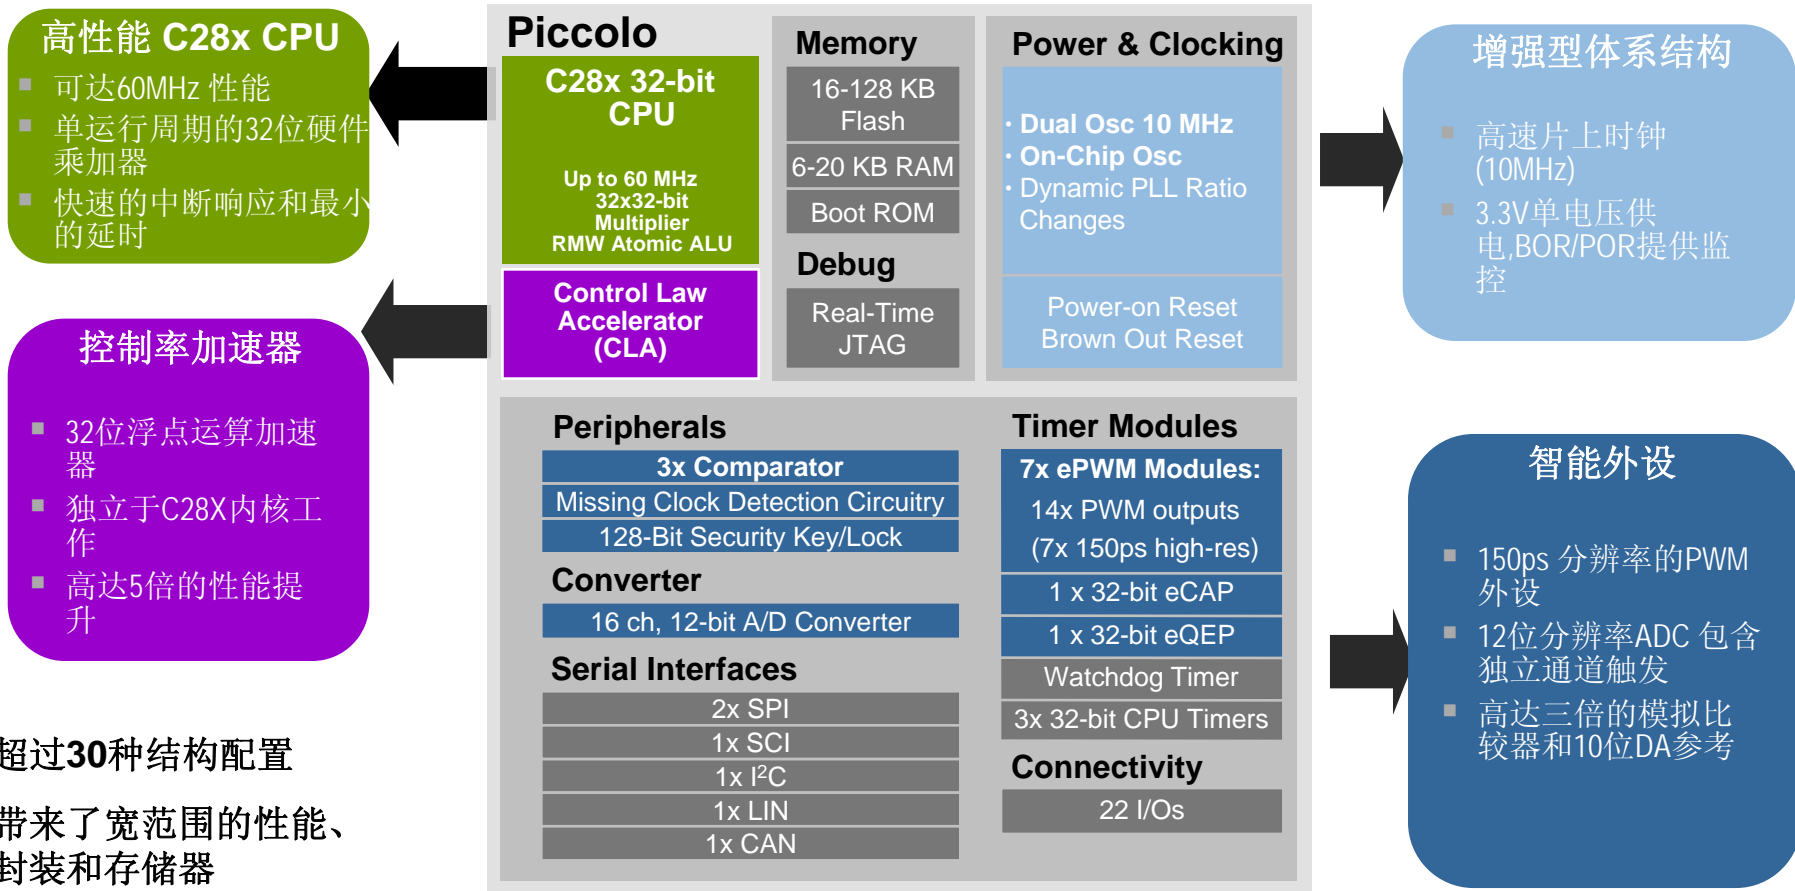 高性能 C28x CPU
可达60MHz 性能
单运行周期的32位硬件
乘加器
快速的中断响应和最小
的延时
控制率加速器
32位浮点运算加速
器
独立于C28X内核工
作
高达5倍的性能提
升
超过30种结构配置
带来了宽范围的性能、
封装和存储器
Piccolo
C28x 32-bit
CPU
Up to 60 MHz
32x32-bit
Multiplier
RMW Atomic ALU
Control Law
Accelerator
(CLA)
Memory
16-128 KB
Flash
6-20 KB RAM
Boot ROM
Debug
Real-Time
JTAG
Power & Clocking
· Dual Osc 10 MHz
· On-Chip Osc
· Dynamic PLL Ratio
Changes
Power-on Reset
Brown Out Reset
Peripherals
3x Comparator
Missing Clock Detection Circuitry
128-Bit Security Key/Lock
Converter
16 ch, 12-bit A/D Converter
Serial Interfaces
2x SPI
1x SCI
1x I²C
1x LIN
1x CAN
Timer Modules
7x ePWM Modules:
14x PWM outputs
(7x 150ps high-res)
1 x 32-bit eCAP
1 x 32-bit eQEP
Watchdog Timer
3x 32-bit CPU Timers
Connectivity
22 I/Os
增强型体系结构
高速片上时钟
(10MHz)
3.3V单电压供
电,BOR/POR提供监
控
智能外设
150ps 分辨率的PWM
外设
12位分辨率ADC 包含
独立通道触发
高达三倍的模拟比
较器和10位DA参考